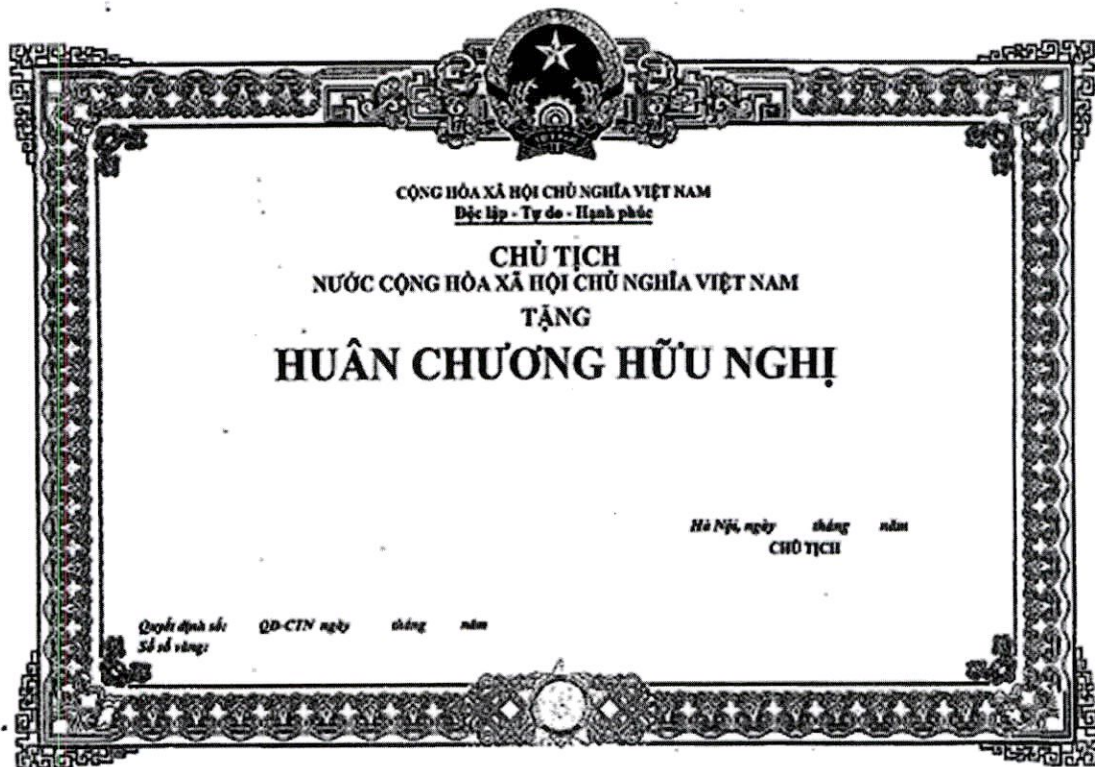 CỘNG HÒA XÃ HỘI CHỦ NGHĨA VIỆT NAM
Độc lập - Tự do - Hạnh phúc
CHỦ TỊCH
NƯỚC CỘNG HÒA XÃ HỘI CHỦ NGHĨA VIỆT NAM
TẶNG
HUÂN CHƯƠNG HỮU NGHỊ
Hà Nội, ngày tháng năm
CHỦ TỊCH
Quyết định số: QĐ-CTN ngày tháng năm
Số sổ vàng: